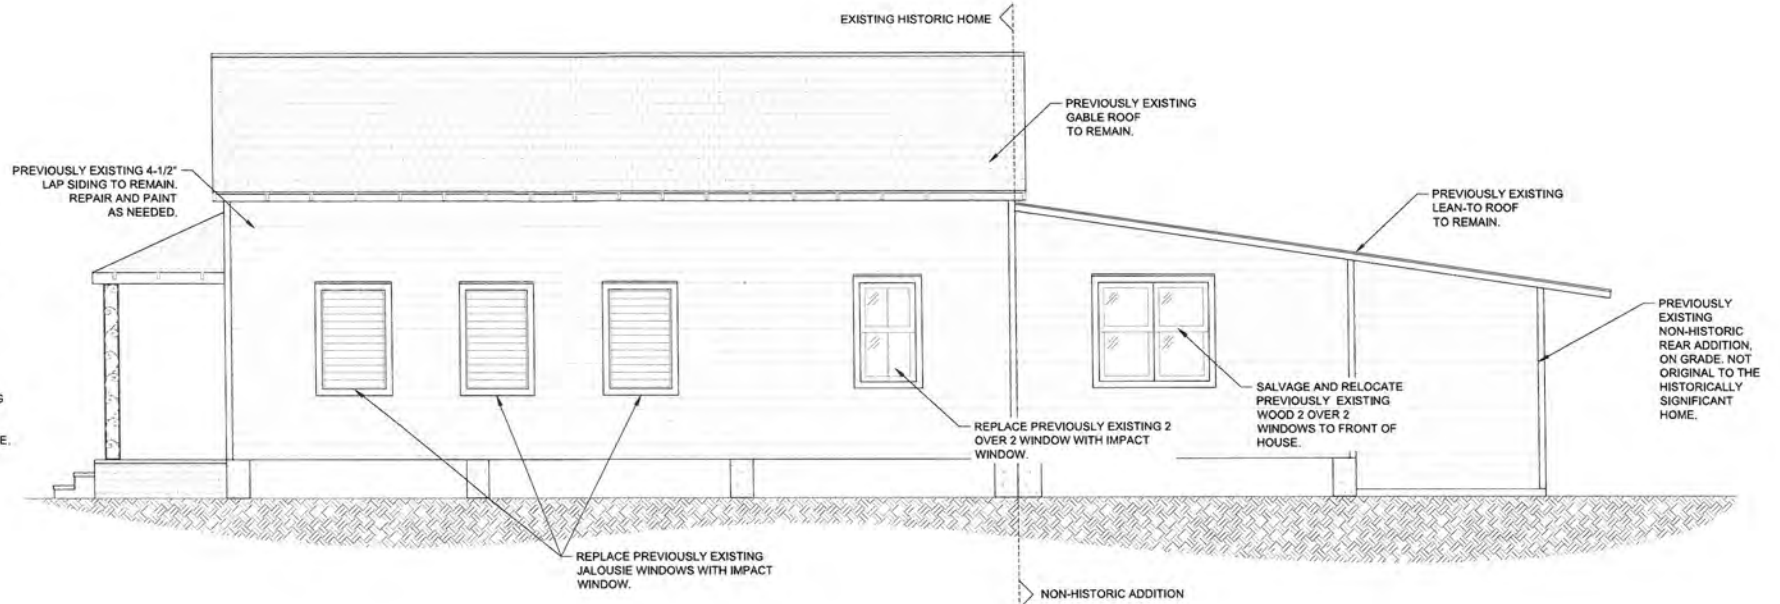 EXISTING HISTORIC HOME
PREVIOUSLY EXISTING
GABLE ROOF
TO REMAIN.
PREVIOUSLY EXISTING 4-1/2"
LAP SIDING TO REMAIN.
REPAIR AND PAINT
AS NEEDED.
PREVIOUSLY EXISTING
LEAN-TO ROOF
TO REMAIN.
PREVIOUSLY
EXISTING
NON-HISTORIC
REAR ADDITION,
ON GRADE. NOT
ORIGINAL TO THE
HISTORICALLY
SIGNIFICANT
HOME.
SALVAGE AND RELOCATE
PREVIOUSLY EXISTING
WOOD 2 OVER 2
WINDOWS TO FRONT OF
HOUSE.
REPLACE PREVIOUSLY EXISTING 2
OVER 2 WINDOW WITH IMPACT
WINDOW.
REPLACE PREVIOUSLY EXISTING
JALOUSIE WINDOWS WITH IMPACT
WINDOW.
NON-HISTORIC ADDITION